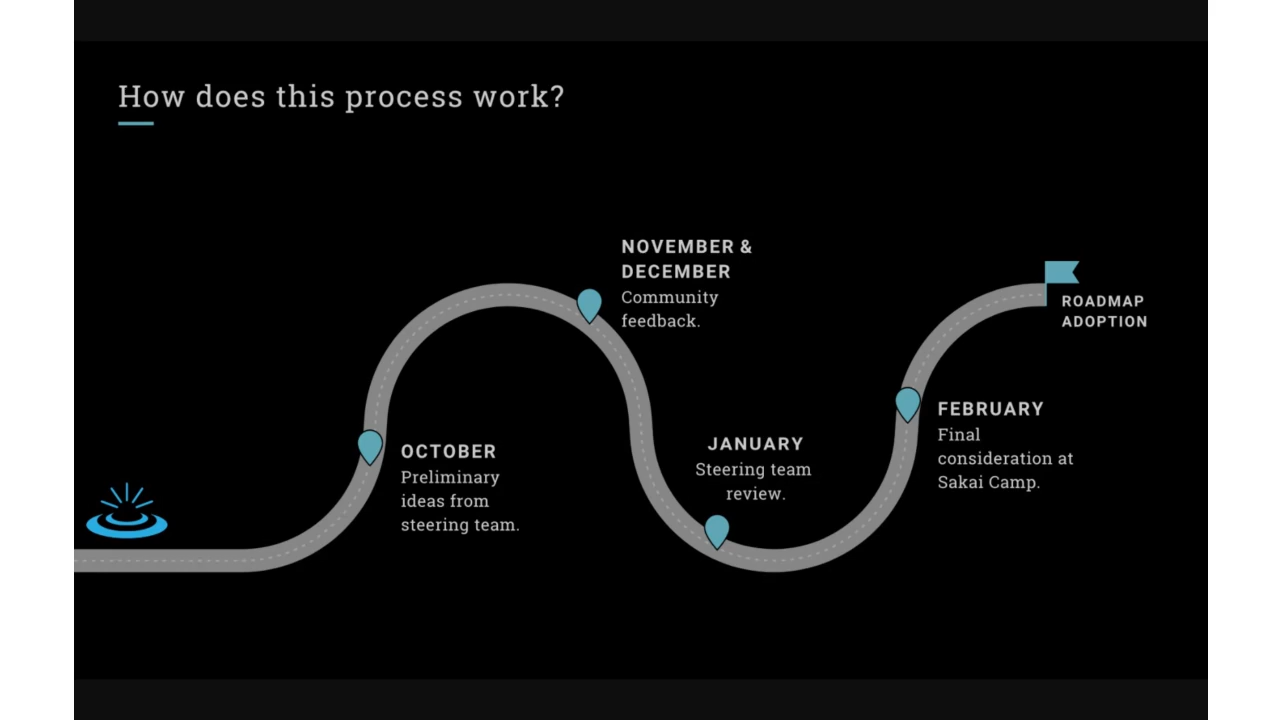 How does this process work?
NOVEMBER &
DECEMBER
Community
feedback.
ROADMAP
ADOPTION
OCTOBER
Preliminary
ideas from
steering team.
JANUARY
Steering team
review.
FEBRUARY
Final
consideration at
Sakai Camp.